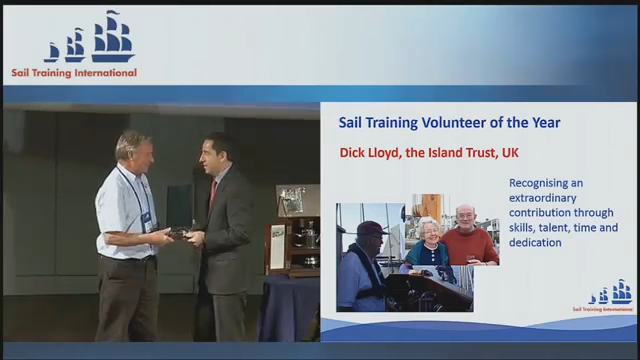 Sail Training International
Sail Training Volunteer of the Year
Dick Lloyd, the Island Trust, UK
Recognising an
extraordinary
contribution through
skills, talent, time and
dedication
Sail Training International